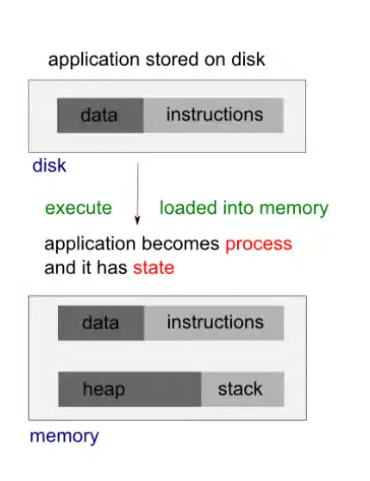 application stored on disk
data instructions
disk
execute loaded into memory
application becomes process
and it has state
data instructions
heap stack
memory